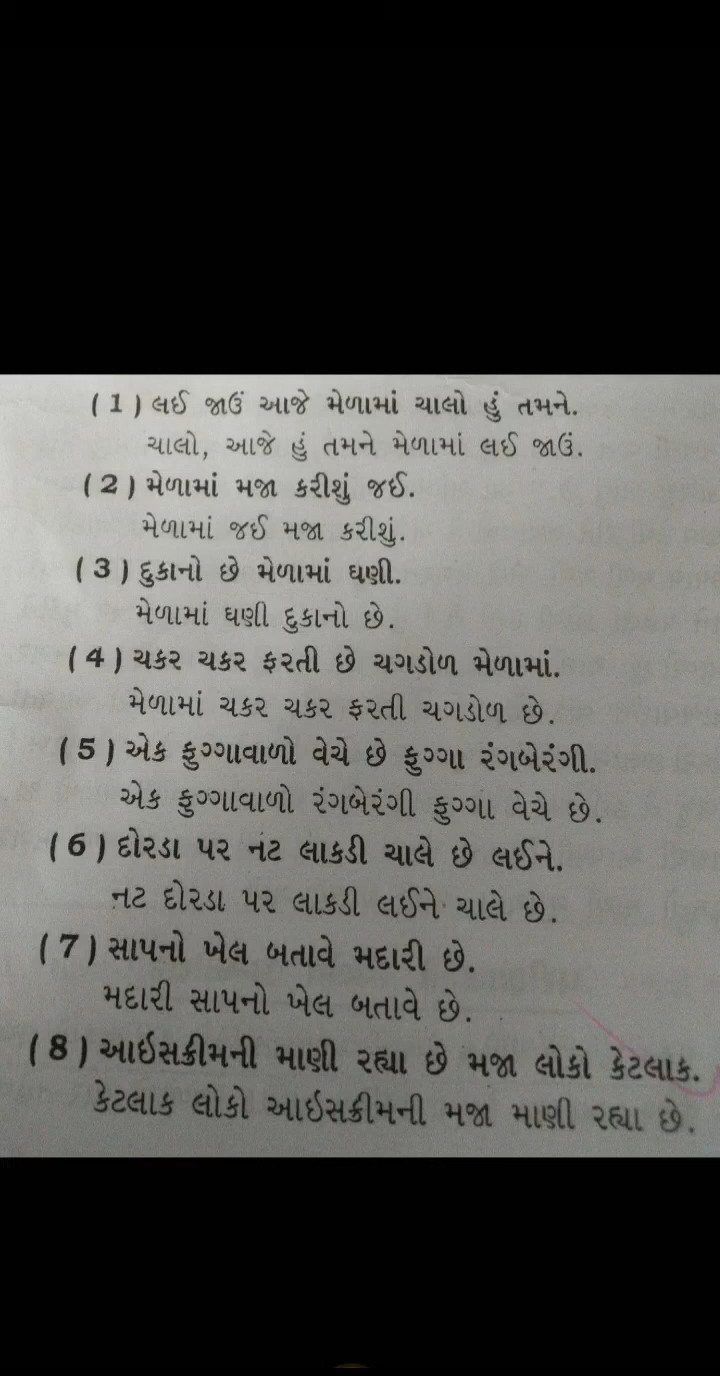 ( 1 ) લઈ જાઉં આજે મેળામાં ચાલો હું તમને.
ચાલો, આજે હું તમને મેળામાં લઈ જાઉં.
( 2 ) મેળામાં મજા કરીશું જઈ.
મેળામાં જઈ મજા કરીશું.
( 3 ) દુકાનો છે મેળામાં ઘણી.
મેળામાં ઘણી દુકાનો છે.
( 4 ) ચકર ચકર ફરતી છે ચગડોળ મેળામાં.
મેળામાં ચકર ચકર ફરતી ચગડોળ છે.
( 5 ) એક ફુગ્ગાવાળો વેચે છે ફુગ્ગા રંગબેરંગી.
એક ફુગ્ગાવાળો રંગબેરંગી ફુગ્ગા વેચે છે.
( 6 ) દોરડા પર નટ લાકડી ચાલે છે લઈને.
નટ દોરડા પર લાકડી લઈને ચાલે છે.
( 7 ) સાપનો ખેલ બતાવે મદારી છે.
મદારી સાપનો ખેલ બતાવે છે.
( 8 ) આઇસક્રીમની માણી રહ્યા છે મજા લોકો કેટલાક.
કેટલાક લોકો આઇસક્રીમની મજા માણી રહ્યા છે.